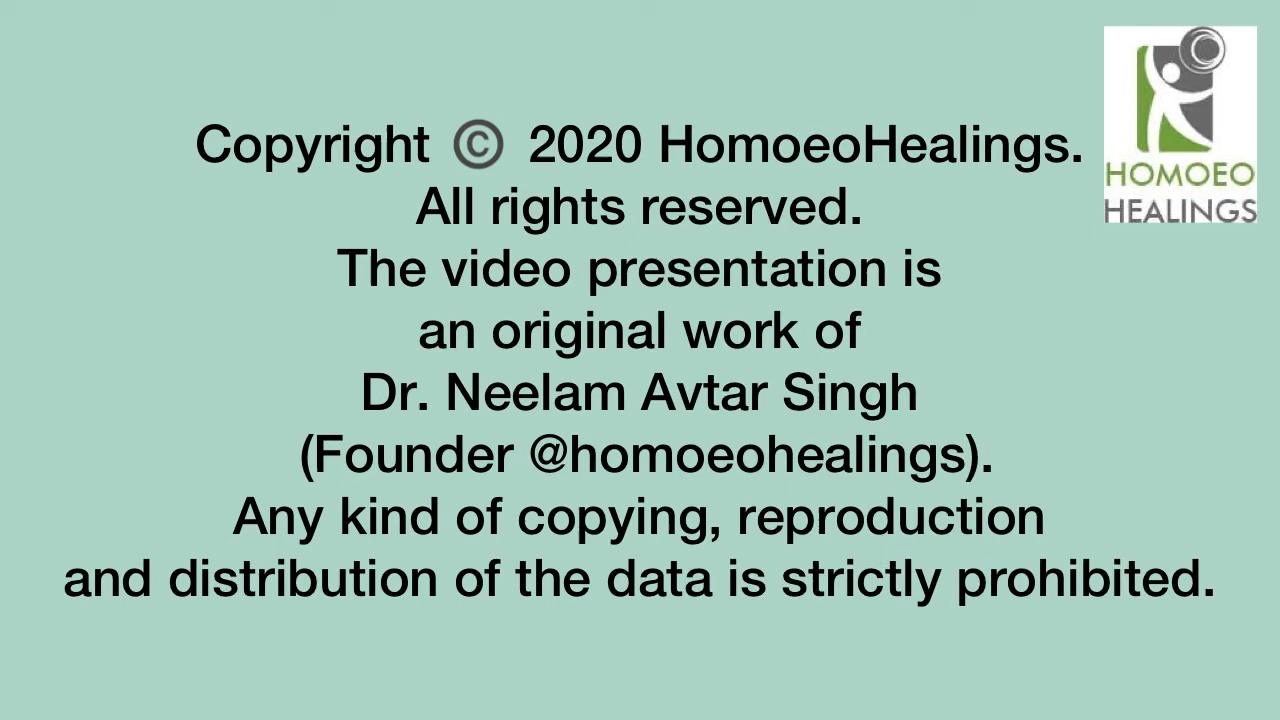 Copyright © 2020 HomoeoHealings.
All rights reserved.
The video presentation is
an original work of
Dr. Neelam Avtar Singh
(Founder @homoeohealings).
Any kind of copying, reproduction
and distribution of the data is strictly prohibited.
HOMOEO
HEALINGS